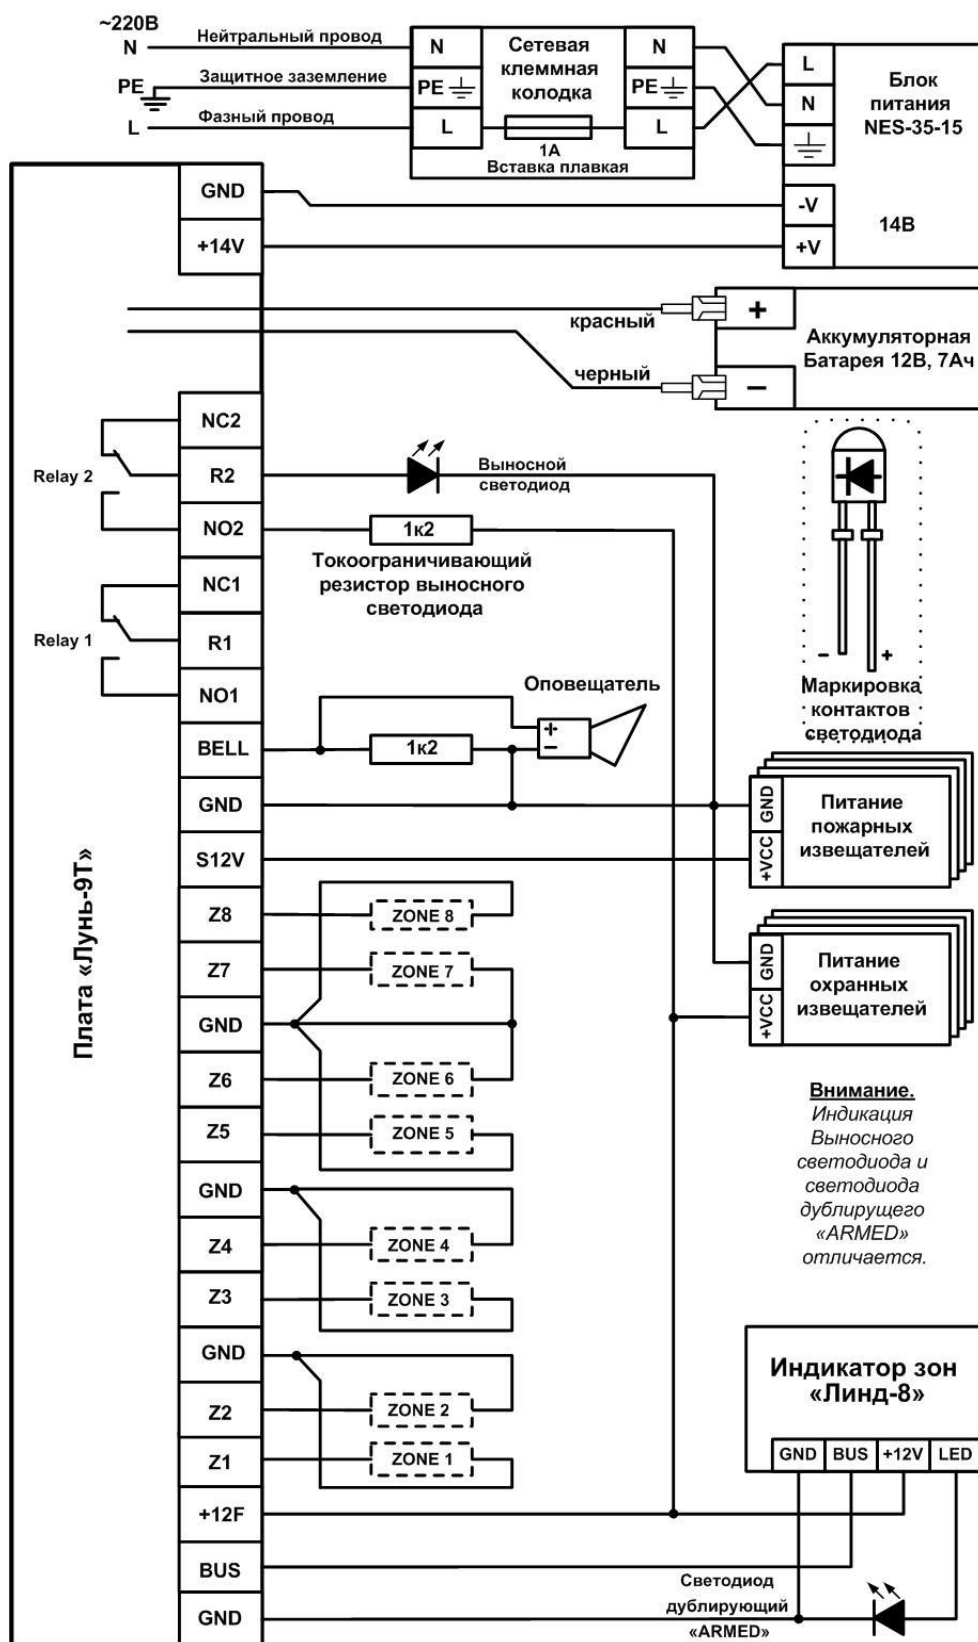 ~220В
N
Нейтральный провод
N
Сетевая
клеммная
колодка
N
PE
Защитное заземление
PE
PE
L
Фазный провод
L
L
1А
Вставка плавкая
L
N
Блок
питания
NES-35-15
-V
+V
14В
GND
+14V
красный
+
черный
−
Аккумуляторная
Батарея 12В, 7Ач
NC2
Relay 2
R2
Выносной
светодиод
NO2
1к2
Токоограничивающий
резистор выносного
светодиода
NC1
Relay 1
R1
NO1
− +
Маркировка
контактов
светодиода
Оповещатель
BELL
1к2
+
−
GND
S12V
GND
+VCC
Питание
пожарных
извещателей
Плата «Лунь-9Т»
Z8
ZONE 8
Z7
ZONE 7
GND
GND
+VCC
Питание
охранных
извещателей
Z6
ZONE 6
Z5
ZONE 5
GND
Z4
ZONE 4
Z3
ZONE 3
GND
Z2
ZONE 2
Z1
ZONE 1
+12F
BUS
GND
Внимание.
Индикация
Выносного
светодиода и
светодиода
дублирущего
«ARMED»
отличается.
Индикатор зон
«Линд-8»
GND BUS +12V LED
Светодиод
дублирующий
«ARMED»